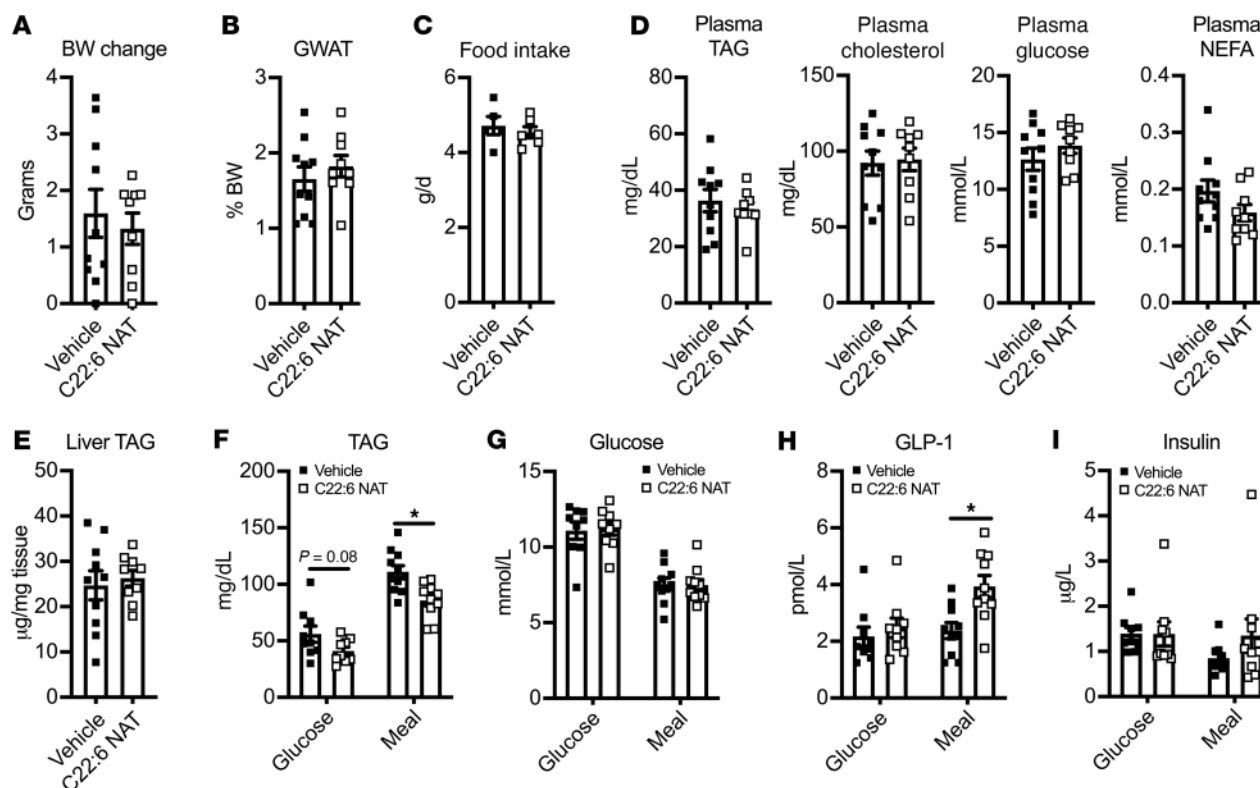 A
BW change
Grams
4
3
2
1
0
Vehicle
C22:6 NAT
B
GWAT
% BW
3
2
1
0
Vehicle
C22:6 NAT
C
Food intake
g/d
6
4
2
0
Vehicle
C22:6 NAT
D
Plasma
TAG
mg/dL
80
60
40
20
0
Vehicle
C22:6 NAT
Plasma
cholesterol
mg/dL
150
100
50
0
Vehicle
C22:6 NAT
Plasma
glucose
mmol/L
20
15
10
5
0
Vehicle
C22:6 NAT
Plasma
NEFA
mmol/L
0.4
0.3
0.2
0.1
0.0
Vehicle
C22:6 NAT
E
Liver TAG
µg/mg tissue
50
40
30
20
10
0
Vehicle
C22:6 NAT
F
TAG
Vehicle
C22:6 NAT
mg/dL
200
150
100
50
0
P = 0.08
*
Glucose
Meal
G
Glucose
Vehicle
C22:6 NAT
mmol/L
15
10
5
0
Glucose
Meal
H
GLP-1
Vehicle
C22:6 NAT
pmol/L
8
6
4
2
0
*
Glucose
Meal
I
Insulin
Vehicle
C22:6 NAT
µg/L
5
4
3
2
1
0
Glucose
Meal